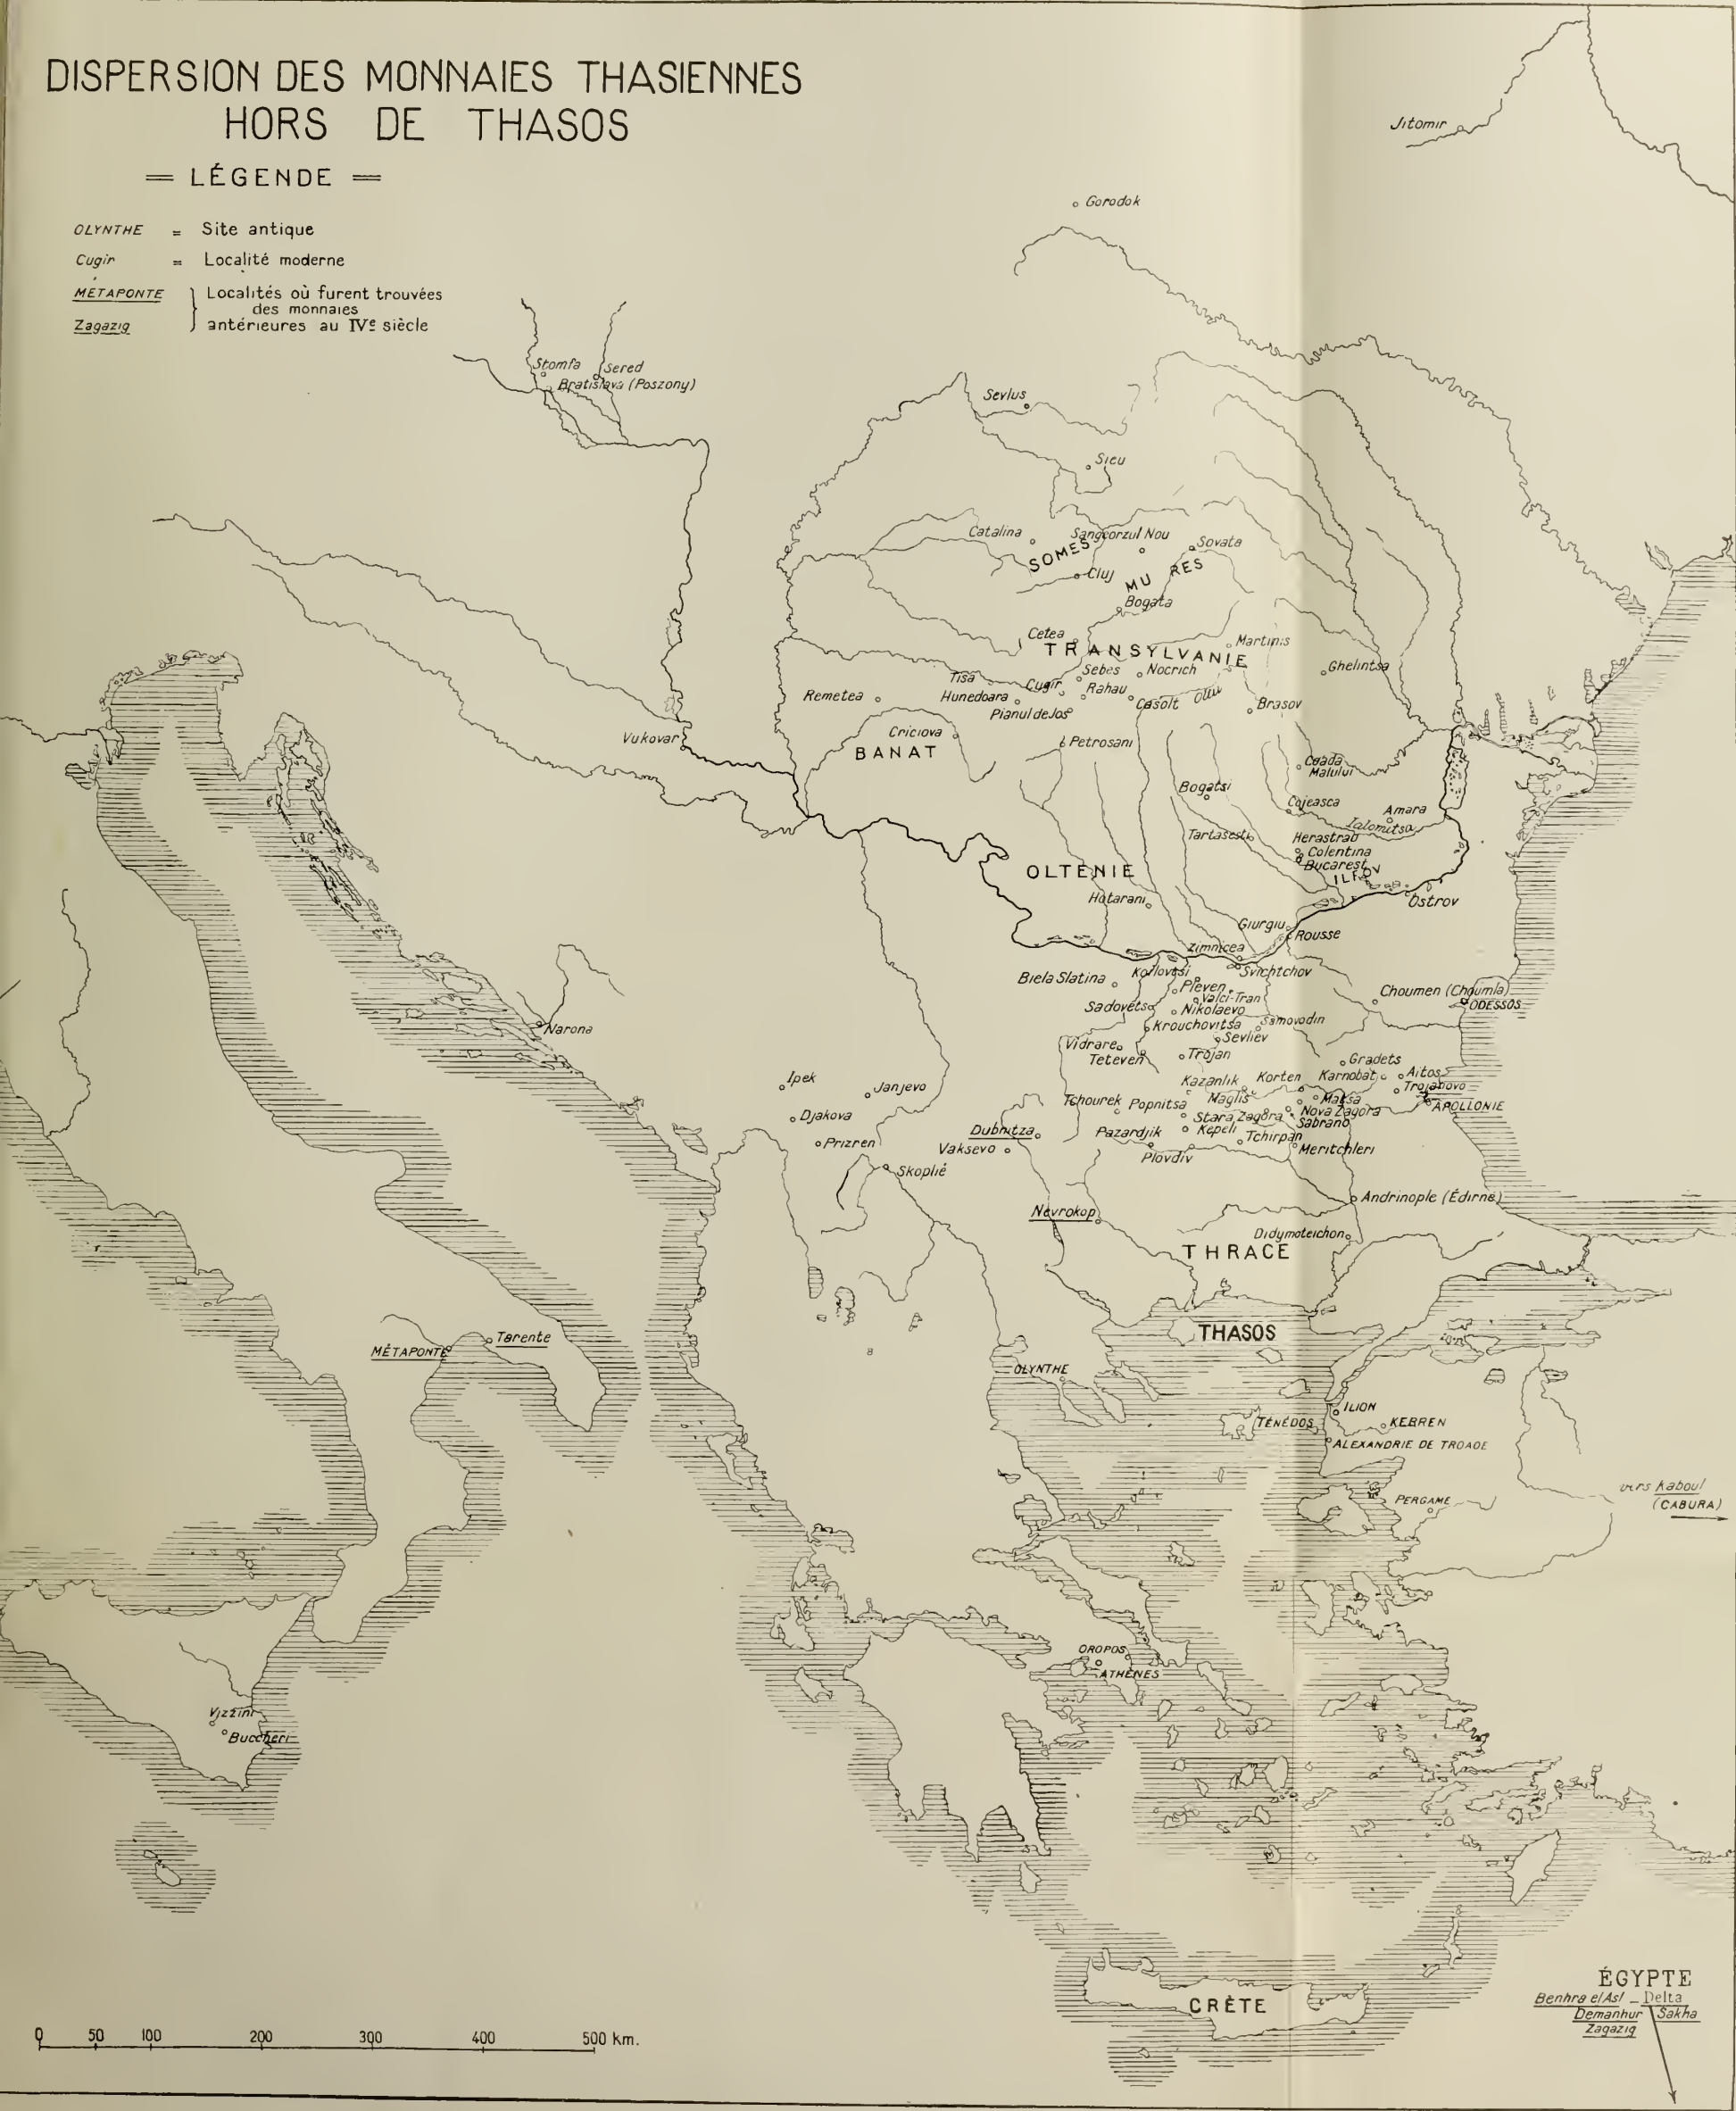 DISPERSION DES MONNAIES THASIENNES
HORS DE THASOS
= LÉGENDE =
OLYNTHE = Site antique
Cugir = Localité moderne
MÉTAPONTE } Localités où furent trouvées
des monnaies
Zagazig antérieures au IVe siècle
Jitomir
Gorodok
Stomfa
Sered
Bratislava (Poszony)
Sevlus
Sieu
Catalina
Sangeorzul Nou
Sovata
SOMES
Cluj
MURES
Bogata
Cetea
Martinis
TRANSYLVANIE
Ghelintsa
Sebes
Nocrich
Tisa
Cugir
Rahau
Remetea
Hunedoara
Casolt
Oltu
Brasov
Pianul de Jos
Criciova
Vukovar
BANAT
Petrosani
Coada
Malului
Bogatsi
Cojeasca
Amara
Ialomitsa
Tartasesti
Herastrau
Colentina
Bucarest
ILFOV
OLTENIE
Hotarani
Ostrov
Giurgiu
Rousse
Zimnicea
Svichtchov
Biela Slatina
Koilovtsi
Pleven
Choumen (Choumla)
Valci-Tran
ODESSOS
Sadovets
Nikolaevo
Krouchovitsa
Samovodin
Sevliev
Narona
Vidrare
Teteven
Trojan
Gradets
Ipek
Janjevo
Kazanlik
Korten
Karnobat
Aitos
Trojanovo
Maglis
Matsa
Tchourek
Popnitsa
Nova Zagora
APOLLONIE
Djakova
Stara Zagora
Sabrano
Dubnitza
Pazardjik
Kepeli
Tchirpan
Prizren
Vaksevo
Meritchleri
Plovdiv
Skoplié
Andrinople (Édirne)
Nevrokop
Didymoteichon
THRACE
THASOS
Tarente
MÉTAPONTE
OLYNTHE
ILION
TÉNÉDOS
KEBREN
ALEXANDRIE DE TROADE
vers Kaboul
(CABURA)
PERGAME
OROPOS
ATHÈNES
Vizzini
Buccheri
CRÈTE
ÉGYPTE
Benhra el Asl _ Delta
Demanhur Sakha
Zagazig
0 50 100 200 300 400 500 km.